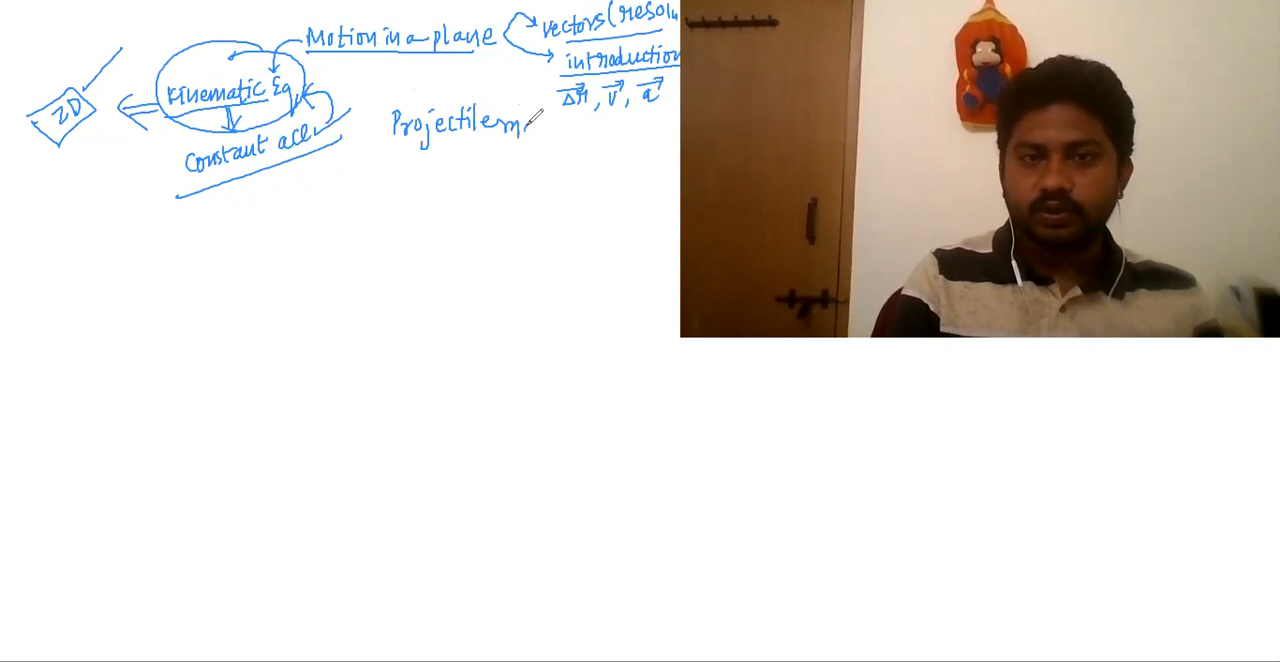 Motion in a plane
vectors(resolu
introduction
Δr, v, a
Kinematic Eq
2D
Constant acc
Projectile m